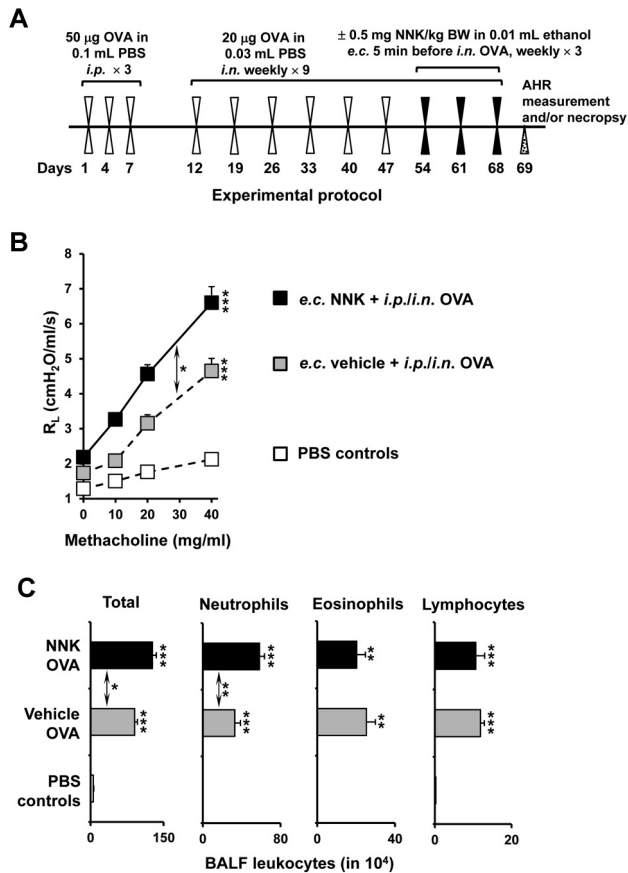 A
50 µg OVA in
0.1 mL PBS
i.p. × 3
20 µg OVA in
0.03 mL PBS
i.n. weekly × 9
± 0.5 mg NNK/kg BW in 0.01 mL ethanol
e.c. 5 min before i.n. OVA, weekly × 3
AHR
measurement
and/or necropsy
Days 1 4 7 12 19 26 33 40 47 54 61 68 69
Experimental protocol
B
8
7
6
5
4
3
2
1
R_L (cmH₂O/ml/s)
***
*
***
0 10 20 40
Methacholine (mg/ml)
e.c. NNK + i.p./i.n. OVA
e.c. vehicle + i.p./i.n. OVA
PBS controls
C
Total Neutrophils Eosinophils Lymphocytes
NNK
OVA
*** *** ** ***
* **
Vehicle
OVA
*** *** ** ***
PBS
controls
0 150 0 80 0 40 0 20
BALF leukocytes (in 10⁴)